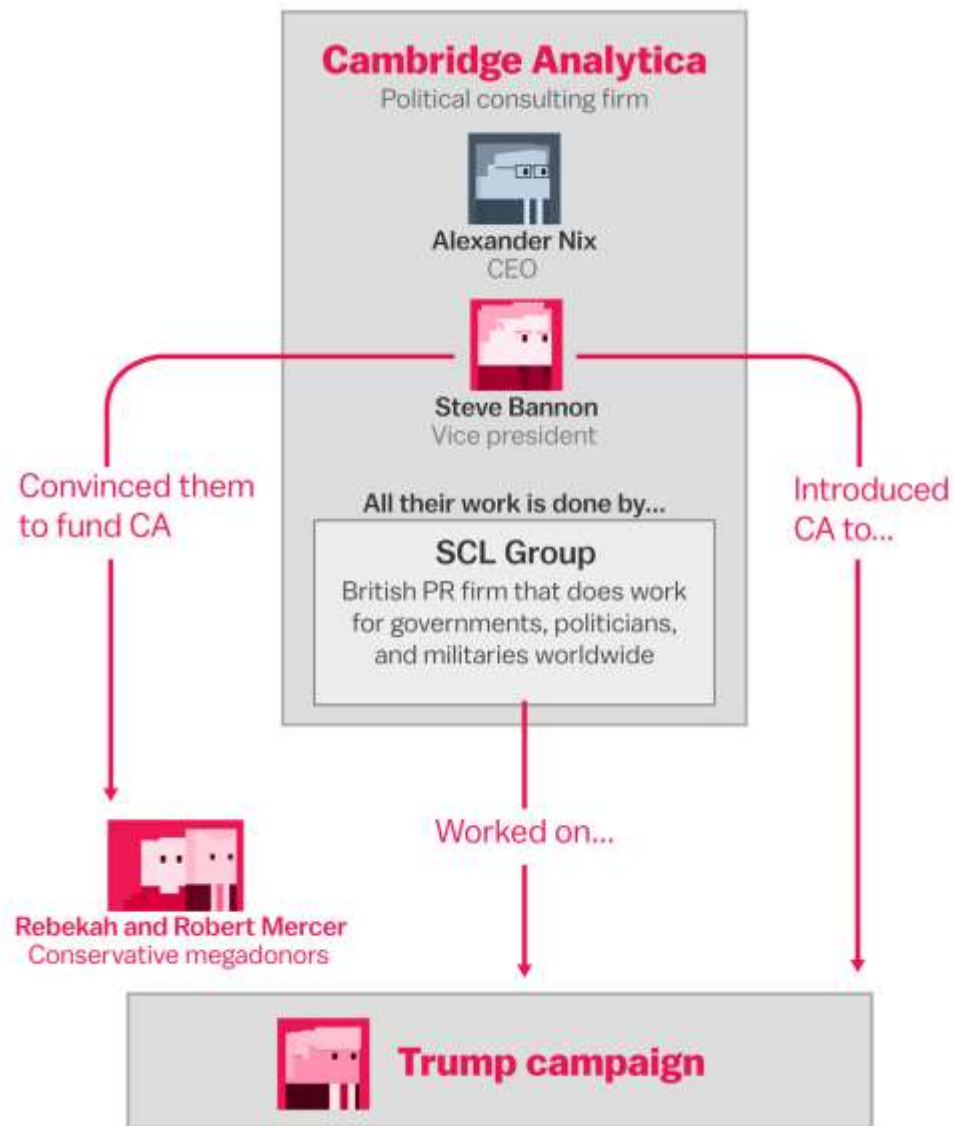 Cambridge Analytica
Political consulting firm
Alexander Nix
CEO
Steve Bannon
Vice president
Convinced them
to fund CA
Introduced
CA to...
All their work is done by...
SCL Group
British PR firm that does work
for governments, politicians,
and militaries worldwide
Worked on...
Rebekah and Robert Mercer
Conservative megadonors
Trump campaign